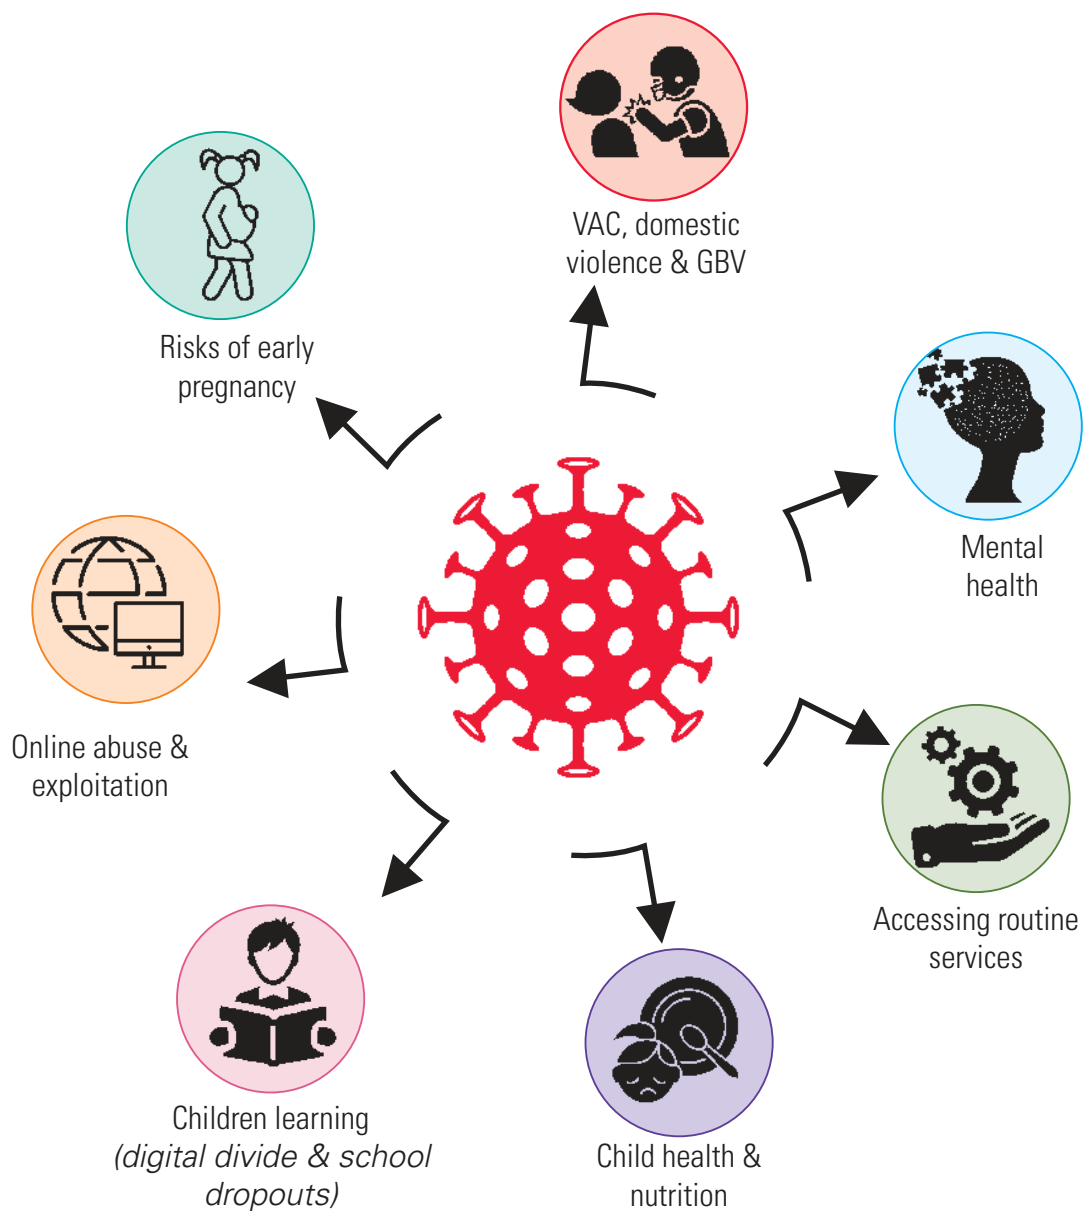 VAC, domestic
violence & GBV
Risks of early
pregnancy
Mental
health
Online abuse &
exploitation
Accessing routine
services
Children learning
(digital divide & school
dropouts)
Child health &
nutrition